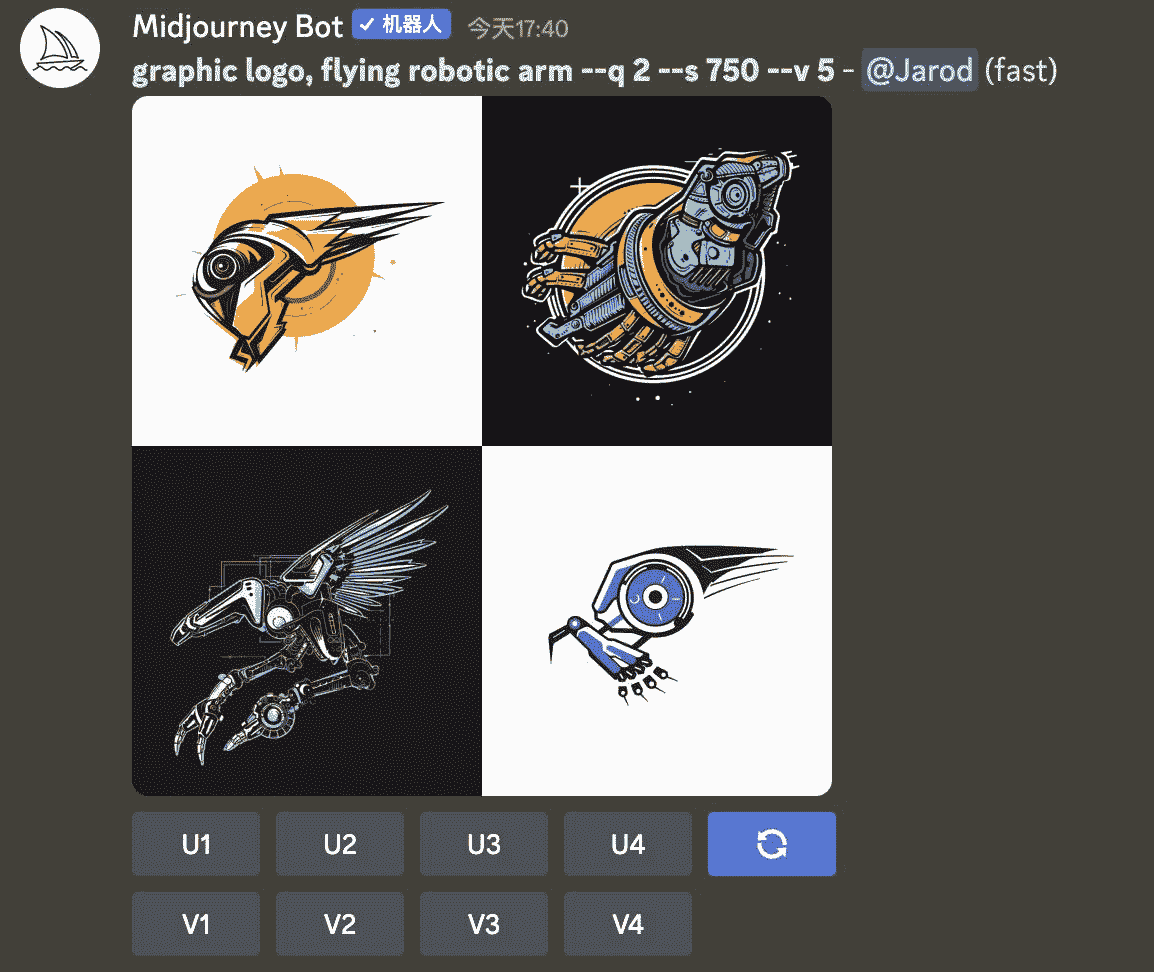 Midjourney Bot ✓ 机器人 今天17:40
graphic logo, flying robotic arm --q 2 --s 750 --v 5 - @Jarod (fast)
U1 U2 U3 U4
V1 V2 V3 V4